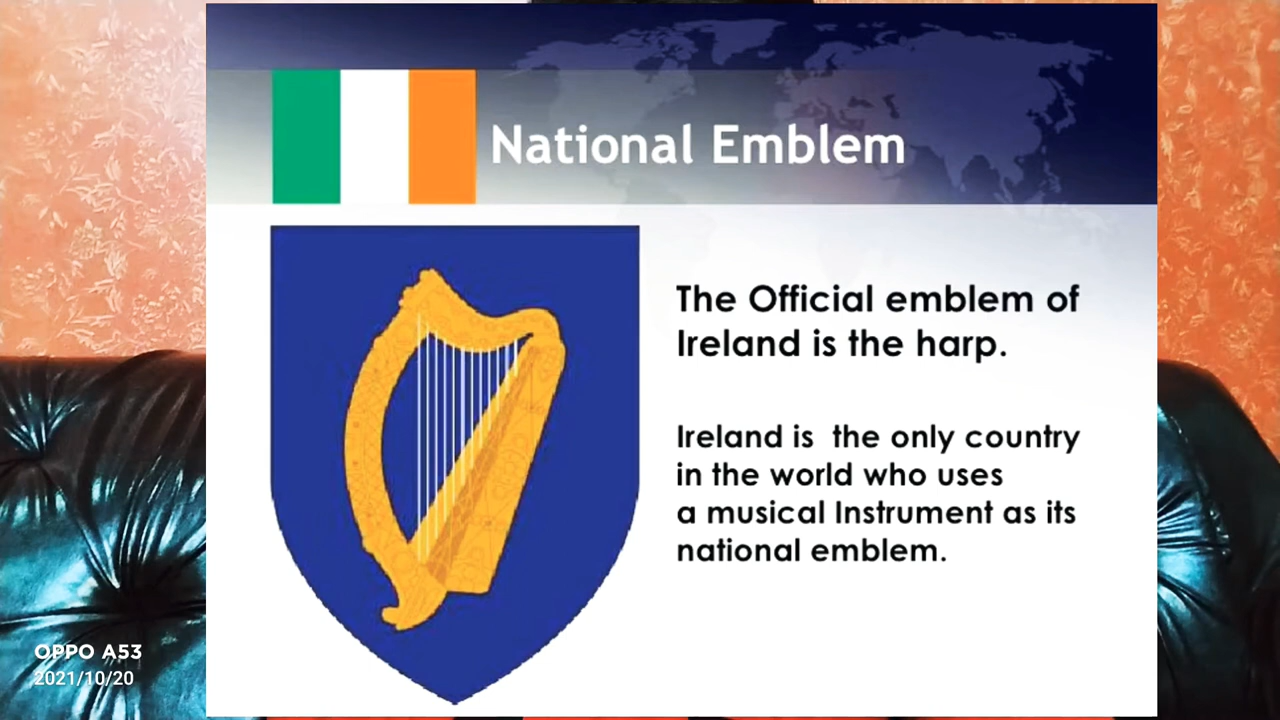 National Emblem
The Official emblem of
Ireland is the harp.
Ireland is  the only country
in the world who uses
a musical Instrument as its
national emblem.
OPPO A53
2021/10/20